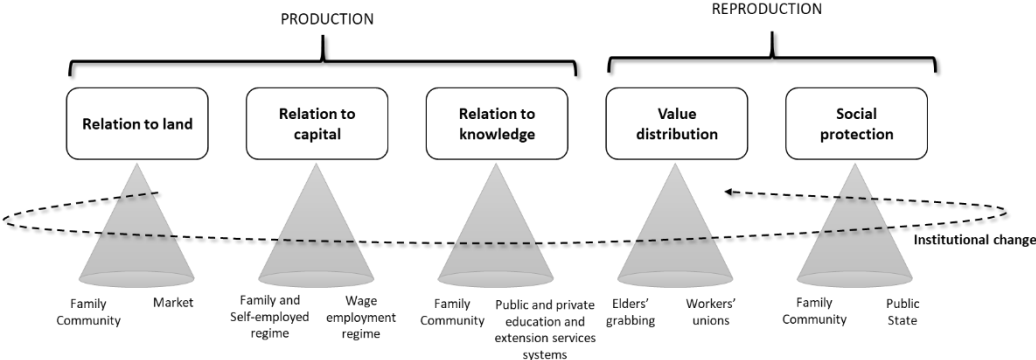 PRODUCTION
REPRODUCTION
Relation to land
Relation to
capital
Relation to
knowledge
Value
distribution
Social
protection
Institutional change
Family
Community
Market
Family and
Self-employed
regime
Wage
employment
regime
Family
Community
Public and private
education and
extension services
systems
Elders’
grabbing
Workers’
unions
Family
Community
Public
State